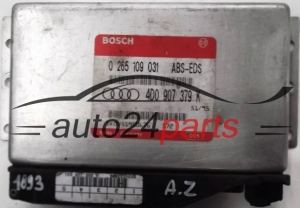 BOSCH
0 265 109 031 ABS-EDS
4D0 907 379
auto24parts
1693
A.Z